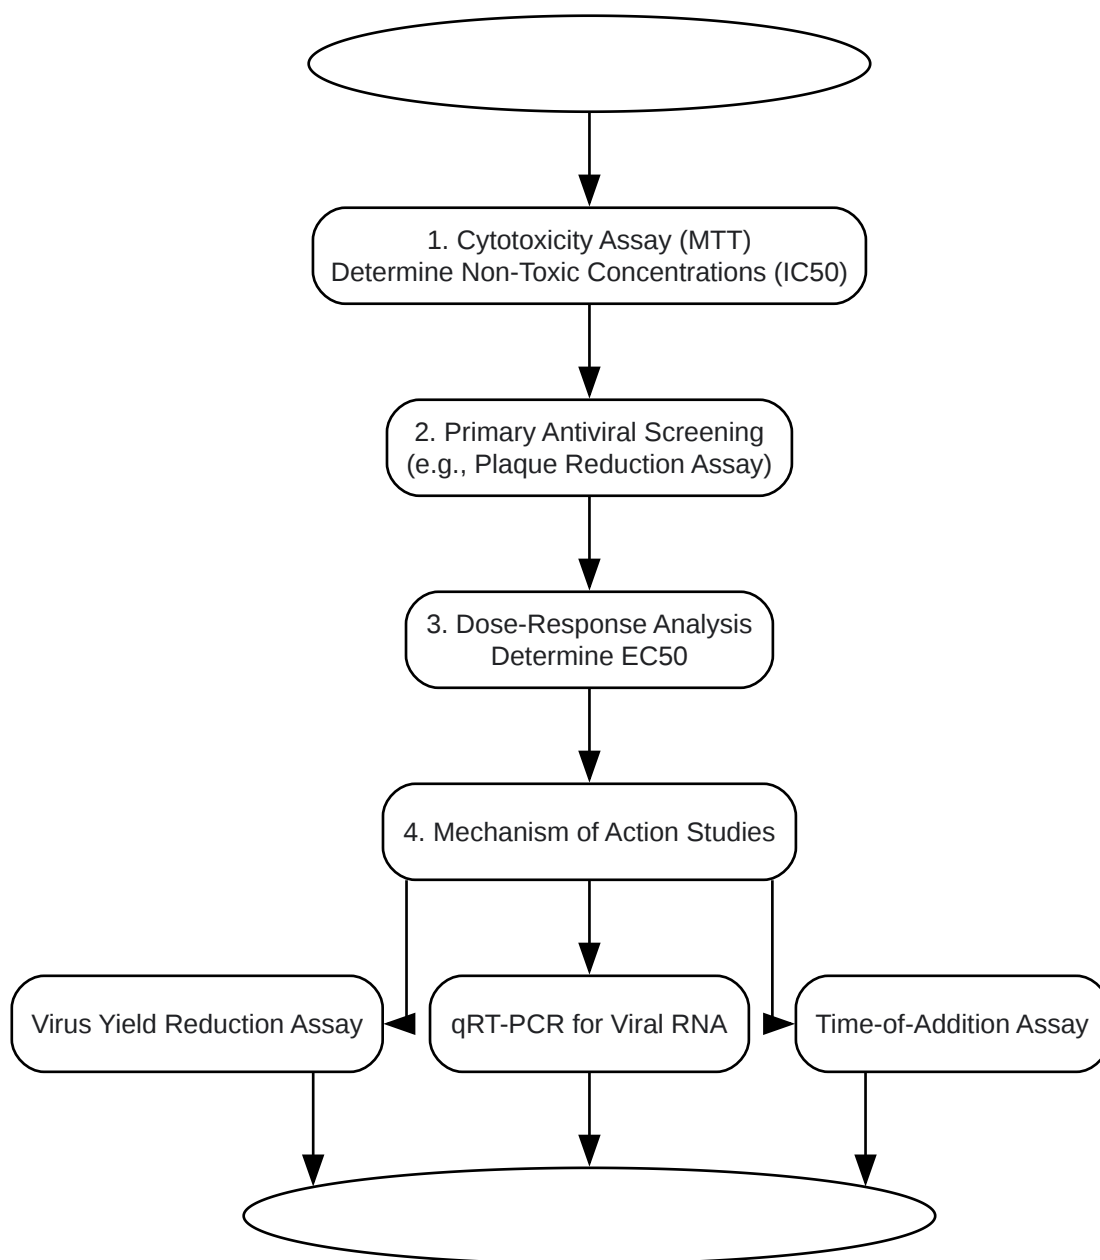 1. Cytotoxicity Assay (MTT)
Determine Non-Toxic Concentrations (IC50)
2. Primary Antiviral Screening
(e.g., Plaque Reduction Assay)
3. Dose-Response Analysis
Determine EC50
4. Mechanism of Action Studies
Virus Yield Reduction Assay
qRT-PCR for Viral RNA
Time-of-Addition Assay